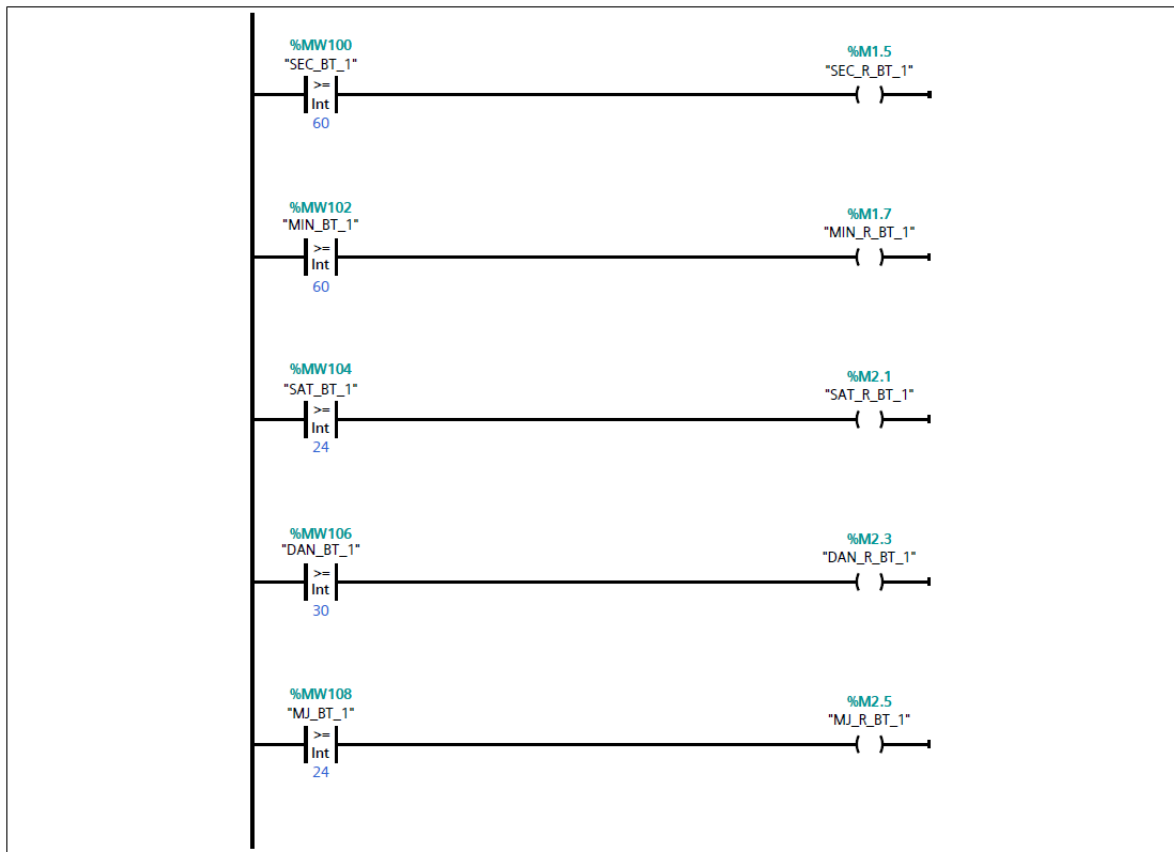 %MW100
"SEC_BT_1"
>=
Int
60
%M1.5
"SEC_R_BT_1"
%MW102
"MIN_BT_1"
>=
Int
60
%M1.7
"MIN_R_BT_1"
%MW104
"SAT_BT_1"
>=
Int
24
%M2.1
"SAT_R_BT_1"
%MW106
"DAN_BT_1"
>=
Int
30
%M2.3
"DAN_R_BT_1"
%MW108
"MJ_BT_1"
>=
Int
24
%M2.5
"MJ_R_BT_1"